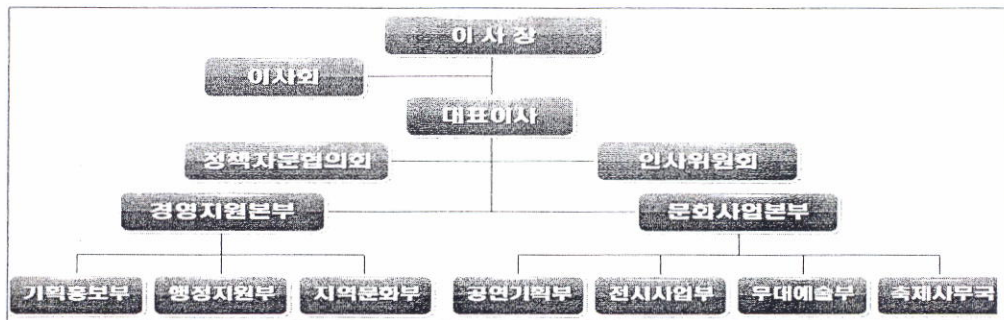 이 사 장
이사회
대표이사
정책자문협의회 인사위원회
경영지원본부 문화사업본부
기획홍보부 행정지원부 지역문화부 공연기획부 전시사업부 무대예술부 축제사무국